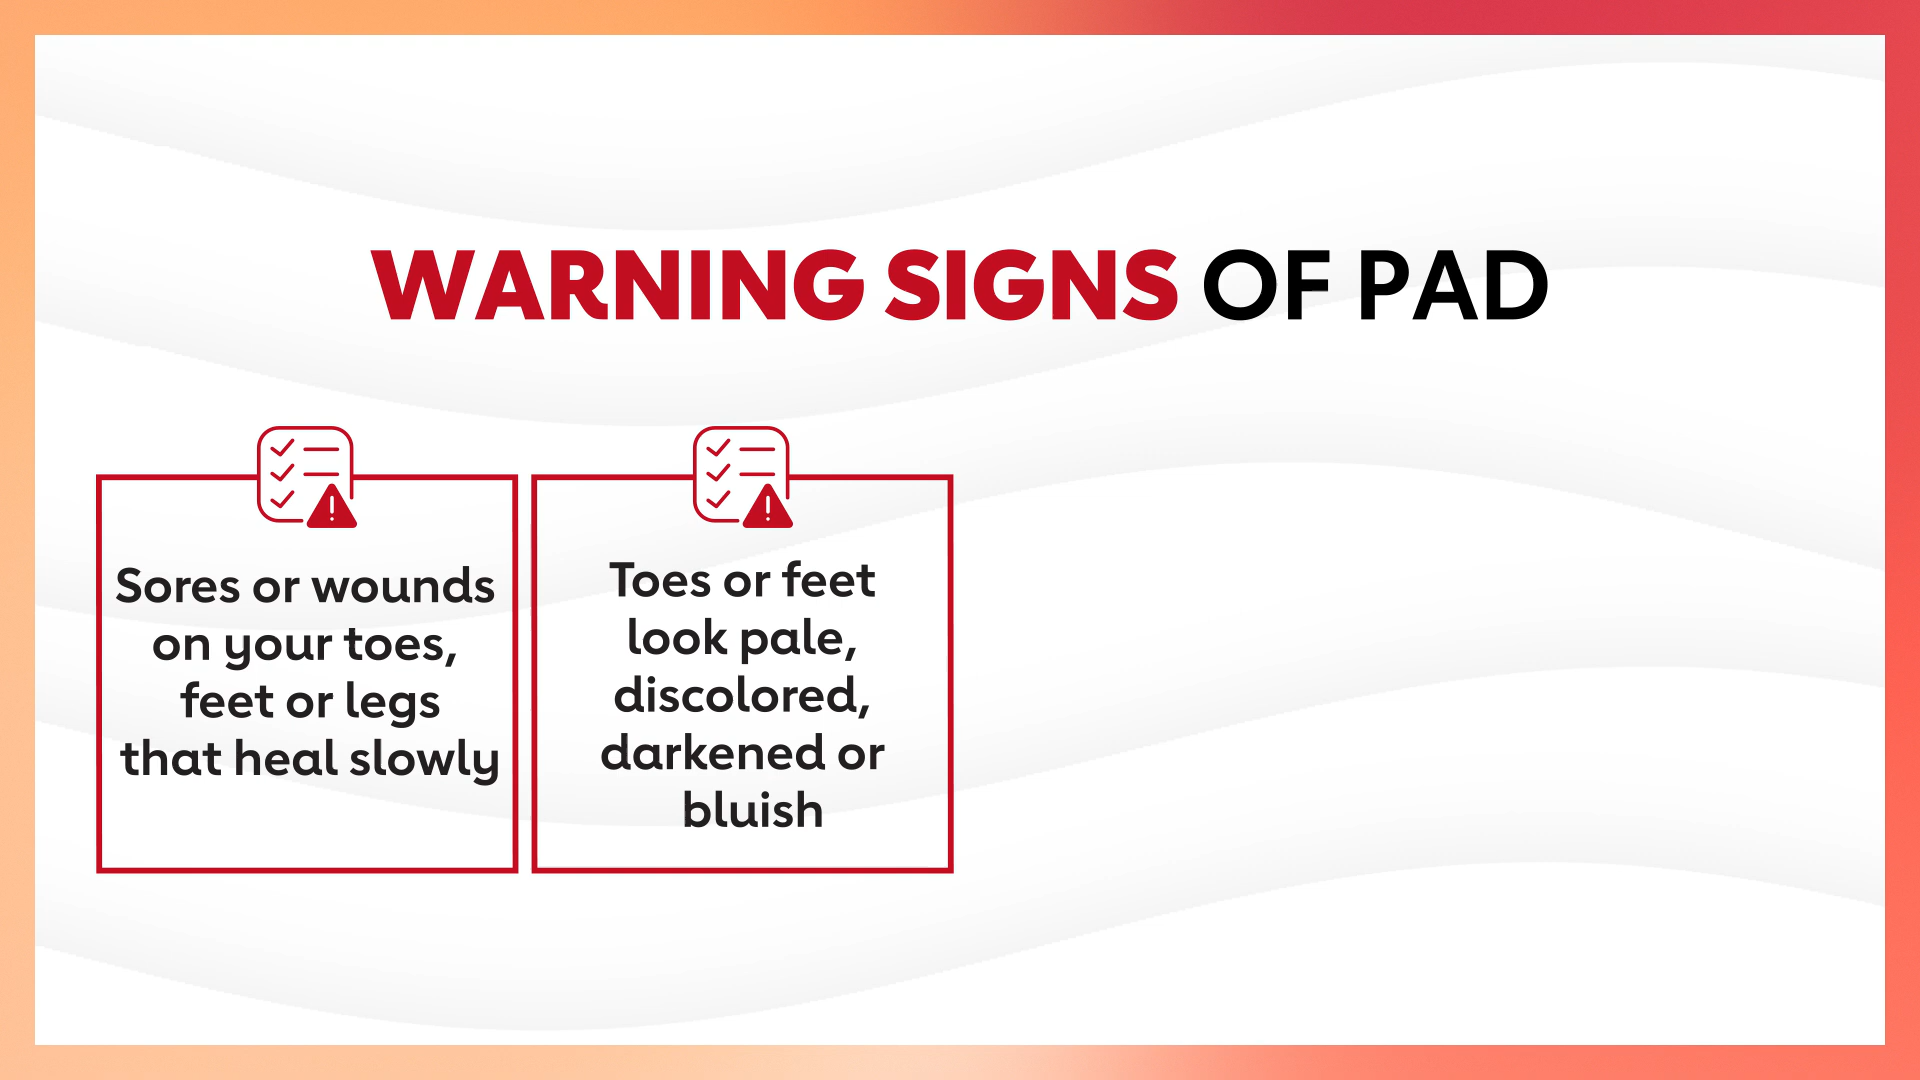 WARNING SIGNS OF PAD
Sores or wounds
on your toes,
feet or legs
that heal slowly
Toes or feet
look pale,
discolored,
darkened or
bluish